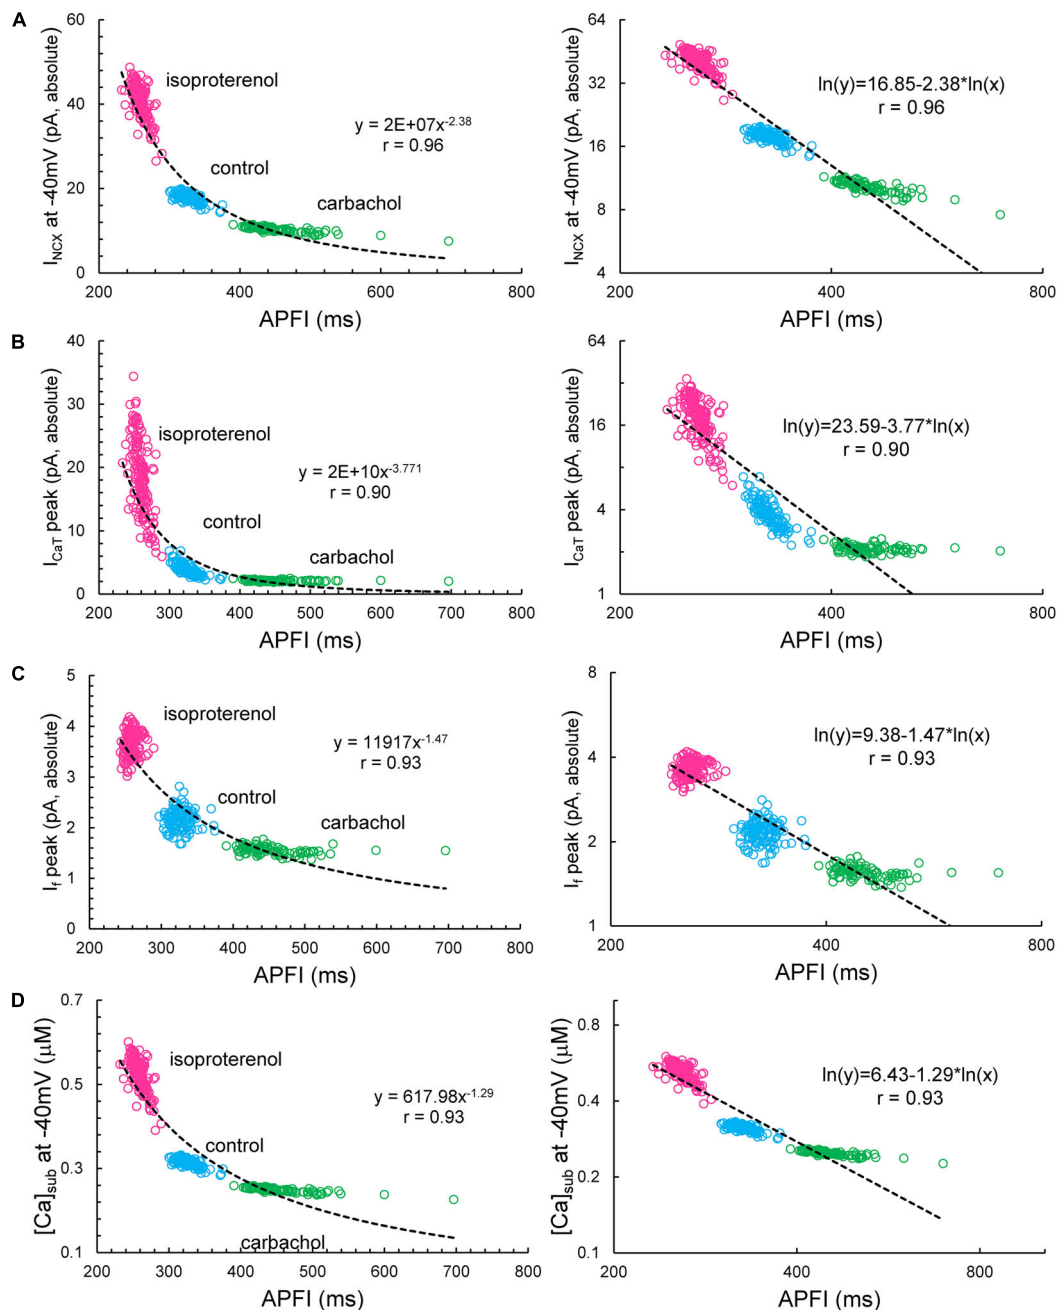 A
I_NCX at -40mV (pA, absolute)
60
40
20
0
200
400
600
800
APFI (ms)
isoproterenol
control
carbachol
y = 2E+07x^-2.38
r = 0.96
I_NCX at -40mV (pA, absolute)
64
32
16
8
4
200
400
800
APFI (ms)
ln(y)=16.85-2.38*ln(x)
r = 0.96
B
I_CaT peak (pA, absolute)
40
30
20
10
0
200
300
400
500
600
700
800
APFI (ms)
isoproterenol
control
carbachol
y = 2E+10x^-3.771
r = 0.90
I_CaT peak (pA, absolute)
64
16
4
1
200
400
800
APFI (ms)
ln(y)=23.59-3.77*ln(x)
r = 0.90
C
I_f peak (pA, absolute)
5
4
3
2
1
0
200
300
400
500
600
700
800
APFI (ms)
isoproterenol
control
carbachol
y = 11917x^-1.47
r = 0.93
I_f peak (pA, absolute)
8
4
2
1
200
400
800
APFI (ms)
ln(y)=9.38-1.47*ln(x)
r = 0.93
D
[Ca]_sub at -40mV (μM)
0.7
0.5
0.3
0.1
200
300
400
500
600
700
800
APFI (ms)
isoproterenol
control
carbachol
y = 617.98x^-1.29
r = 0.93
[Ca]_sub at -40mV (μM)
0.8
0.4
0.2
0.1
400
800
APFI (ms)
ln(y)=6.43-1.29*ln(x)
r = 0.93